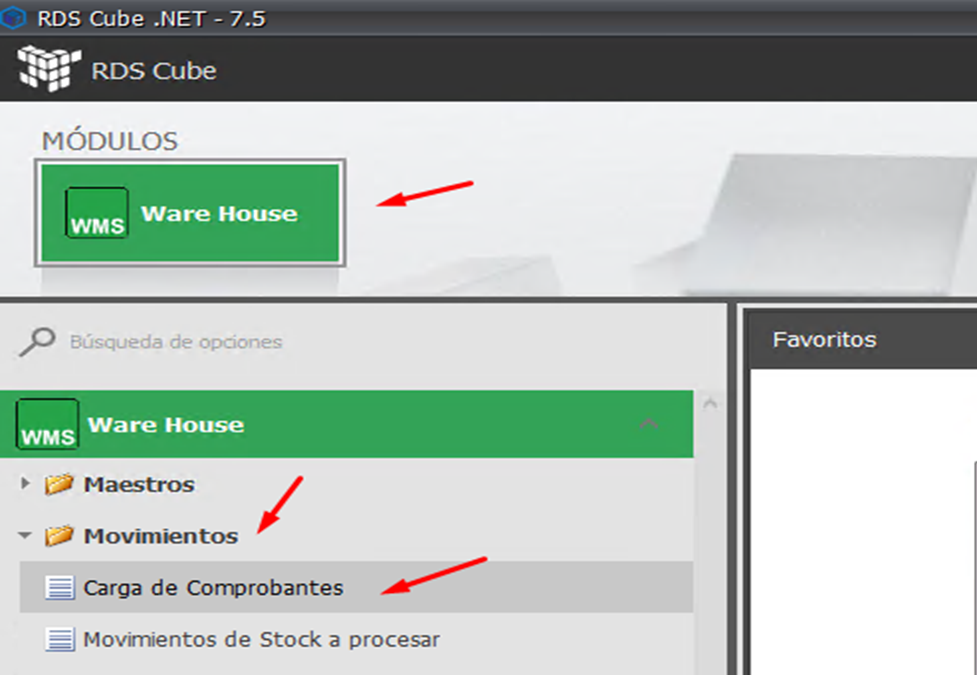 RDS Cube .NET - 7.5
RDS Cube
MÓDULOS
WMS Ware House
Búsqueda de opciones
Favoritos
WMS Ware House
Maestros
Movimientos
Carga de Comprobantes
Movimientos de Stock a procesar